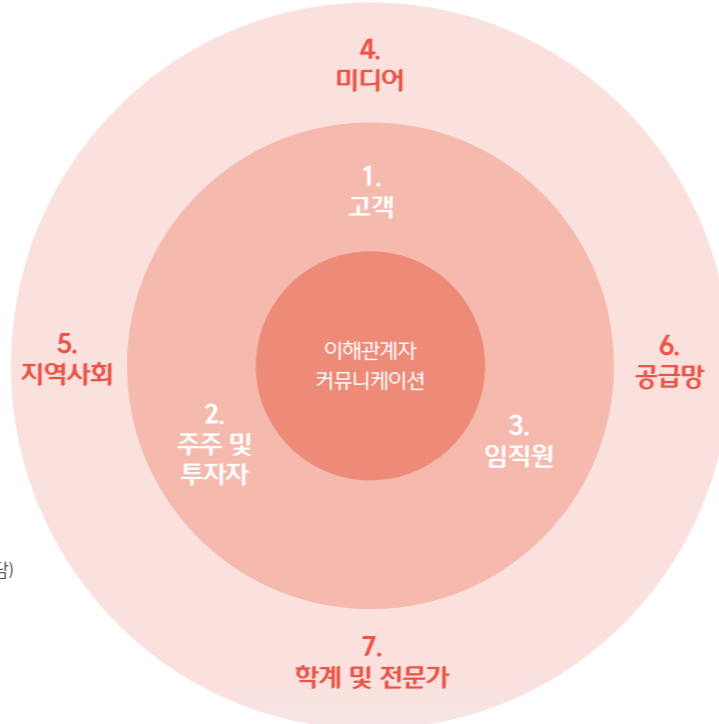 4.
미디어
1.
고객
이해관계자
커뮤니케이션
5.
지역사회
6.
공급망
2.
주주 및
투자자
3.
임직원
7.
학계 및 전문가